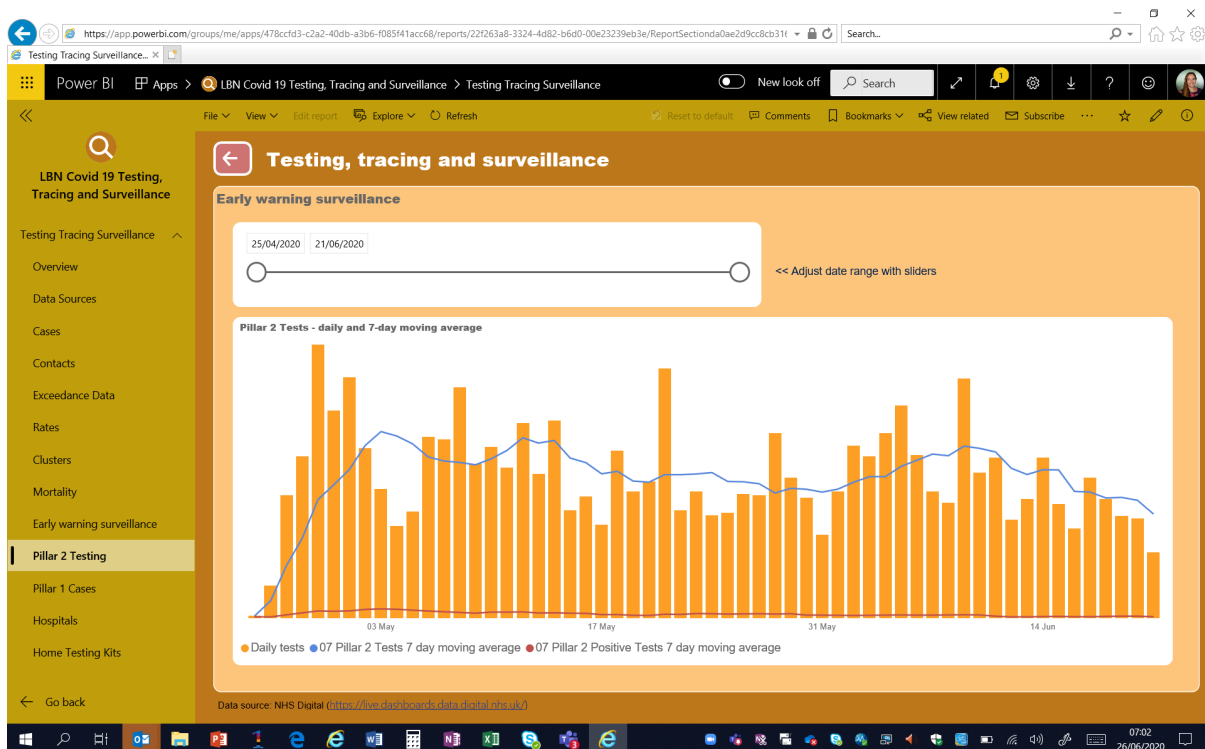 https://app.powerbi.com/groups/me/apps/478ccfd3-c2a2-40db-a3b6-f085f41acc68/reports/22f263a8-3324-4d82-b6d0-00e23239eb3e/ReportSectionda0ae2d9cc8cb31
Search...
Testing Tracing Surveillance...
Power BI Apps > LBN Covid 19 Testing, Tracing and Surveillance > Testing Tracing Surveillance New look off Search 1
File View Edit report Explore Refresh Reset to default Comments Bookmarks View related Subscribe ...
LBN Covid 19 Testing,
Tracing and Surveillance
Testing Tracing Surveillance
Overview
Data Sources
Cases
Contacts
Exceedance Data
Rates
Clusters
Mortality
Early warning surveillance
Pillar 2 Testing
Pillar 1 Cases
Hospitals
Home Testing Kits
Go back
Testing, tracing and surveillance
Early warning surveillance
25/04/2020 21/06/2020
<< Adjust date range with sliders
Pillar 2 Tests - daily and 7-day moving average
03 May 17 May 31 May 14 Jun
Daily tests 07 Pillar 2 Tests 7 day moving average 07 Pillar 2 Positive Tests 7 day moving average
Data source: NHS Digital (https://live.dashboards.data.digital.nhs.uk/)
07:02
26/06/2020